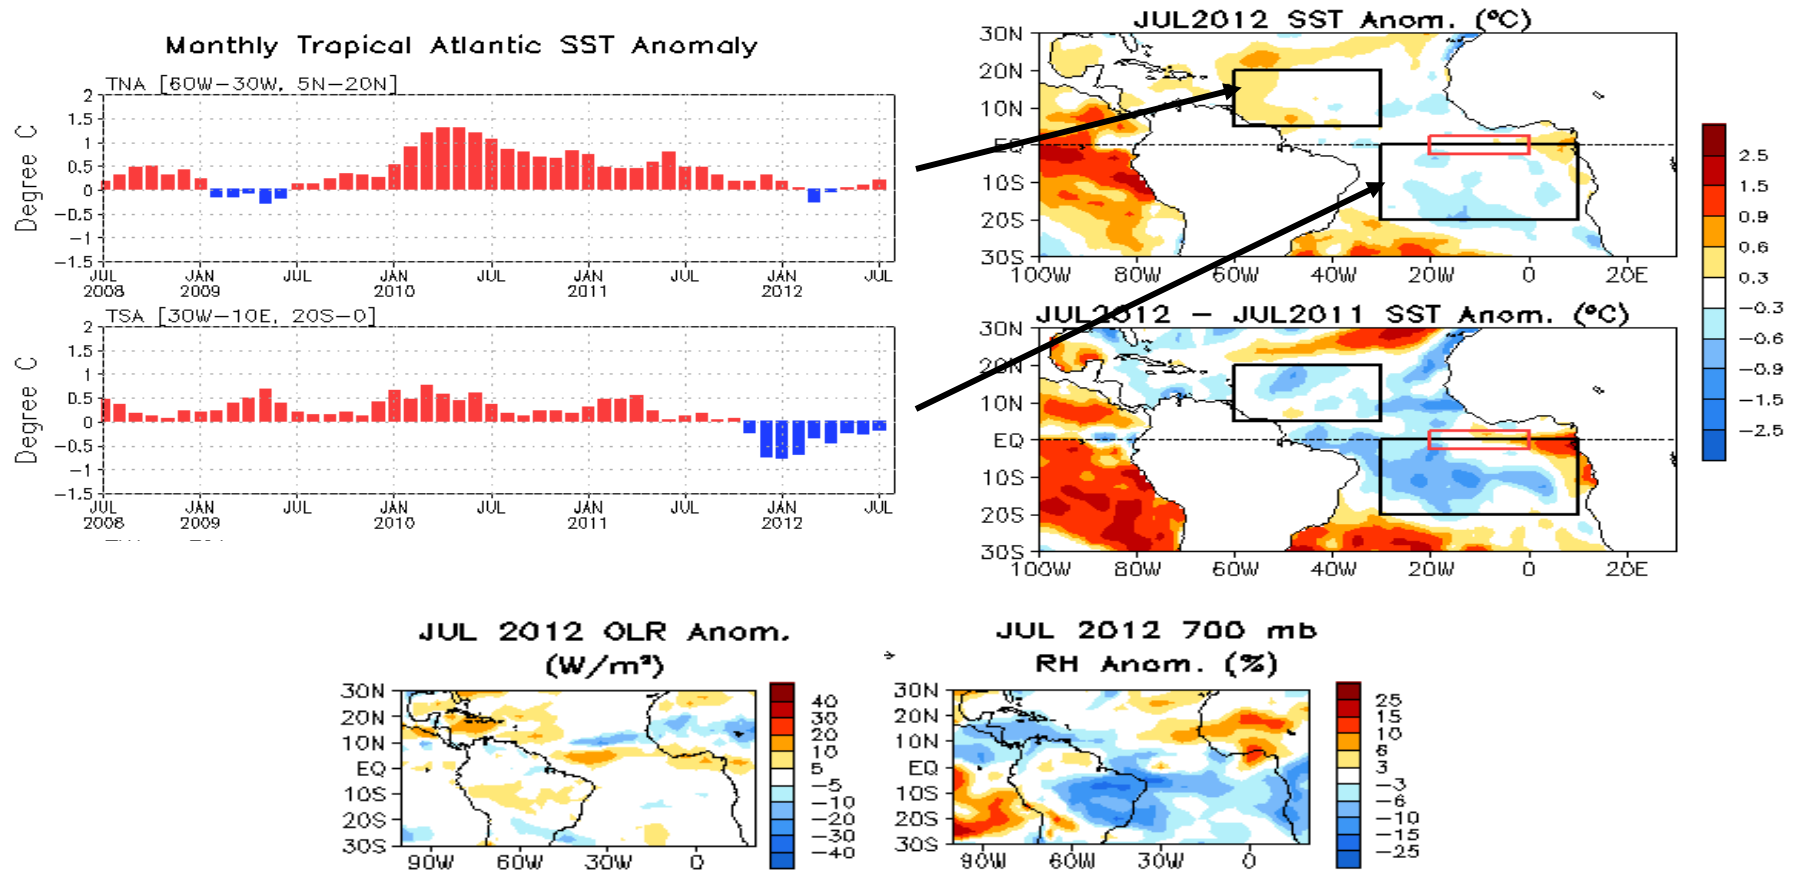 Monthly Tropical Atlantic SST Anomaly
TNA [60W-30W, 5N-20N]
Degree C
2
1.5
1
0.5
0
-0.5
-1
-1.5
JUL JAN JUL JAN JUL JAN JUL JAN JUL
2008 2009 2010 2011 2012
TSA [30W-10E, 20S-0]
Degree C
2
1.5
1
0.5
0
-0.5
-1
-1.5
JUL JAN JUL JAN JUL JAN JUL JAN JUL
2008 2009 2010 2011 2012
JUL2012 SST Anom. (°C)
30N
20N
10N
EQ
10S
20S
30S
100W 80W 60W 40W 20W 0 20E
JUL2012 - JUL2011 SST Anom. (°C)
30N
20N
10N
EQ
10S
20S
30S
100W 80W 60W 40W 20W 0 20E
2.5
1.5
0.9
0.6
0.3
-0.3
-0.6
-0.9
-1.5
-2.5
JUL 2012 OLR Anom.
(W/m²)
30N
20N
10N
EQ
10S
20S
30S
90W 60W 30W 0
40
30
20
10
5
-5
-10
-20
-30
-40
JUL 2012 700 mb
RH Anom. (%)
30N
20N
10N
EQ
10S
20S
30S
90W 60W 30W 0
25
15
10
6
3
-3
-6
-10
-15
-25